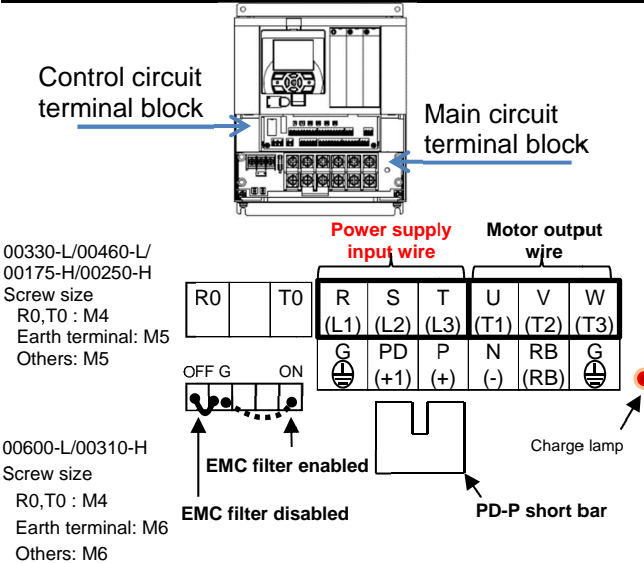 Control circuit
terminal block
Main circuit
terminal block
Power supply
input wire
Motor output
wire
00330-L/00460-L/
00175-H/00250-H
Screw size
R0,T0 : M4
Earth terminal: M5
Others: M5
R0 T0
R S T U V W
(L1) (L2) (L3) (T1) (T2) (T3)
G PD P N RB G
(+1) (+) (-) (RB)
OFF G ON
EMC filter enabled
EMC filter disabled
PD-P short bar
Charge lamp
00600-L/00310-H
Screw size
R0,T0 : M4
Earth terminal: M6
Others: M6